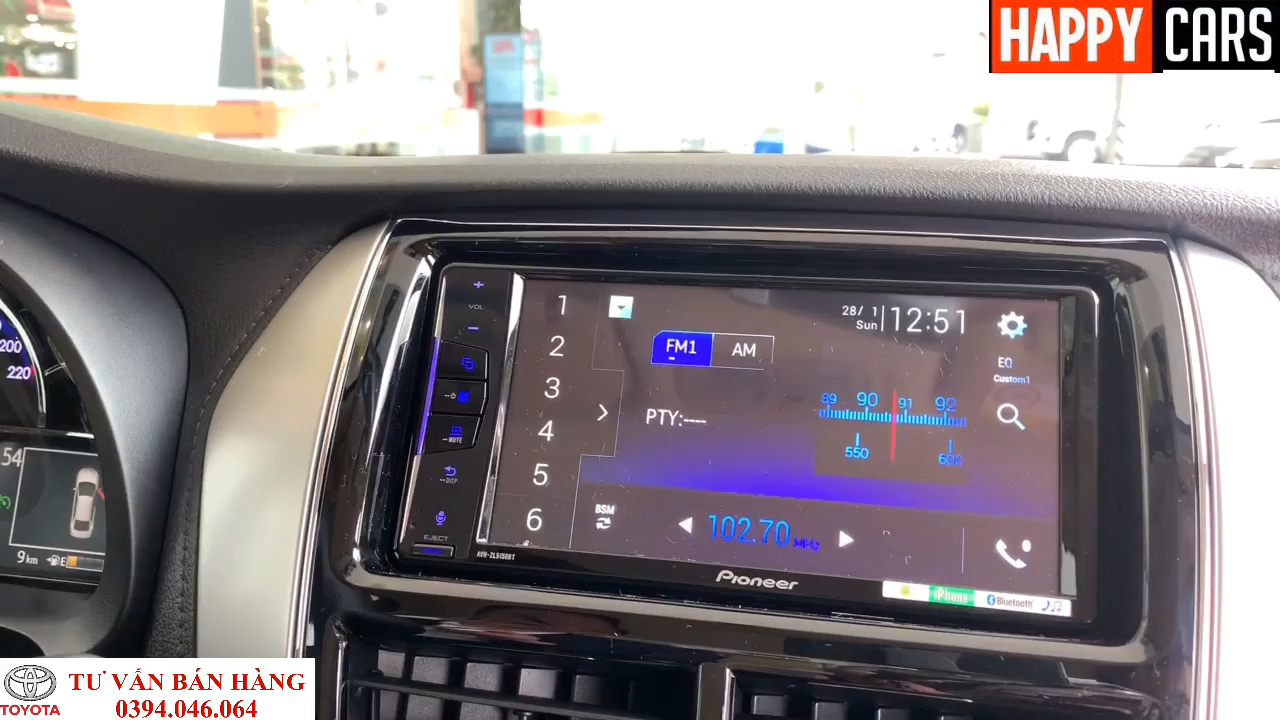 HAPPY CARS
VOL
MUTE
DISP
EJECT
AVH-ZL5150BT
1
2
3
4
5
6
FM1
AM
28/ 1
Sun
12:51
EQ
Custom1
PTY:----
89 90 91 92
550 600
BSM
102.70
Pioneer
iPhone
Bluetooth
200
220
54
9 km
E
TOYOTA
TƯ VẤN BÁN HÀNG
0394.046.064